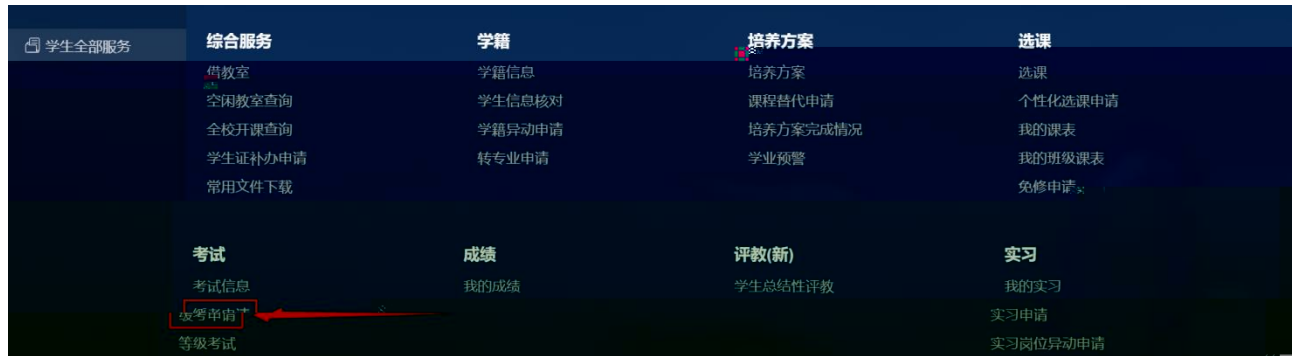 学生全部服务
综合服务
借教室
空闲教室查询
全校开课查询
学生证补办申请
常用文件下载
学籍
学籍信息
学生信息核对
学籍异动申请
转专业申请
培养方案
培养方案
课程替代申请
培养方案完成情况
学业预警
选课
选课
个性化选课申请
我的课表
我的班级课表
免修申请
考试
考试信息
缓考申请
等级考试
成绩
我的成绩
评教(新)
学生总结性评教
实习
我的实习
实习申请
实习岗位异动申请